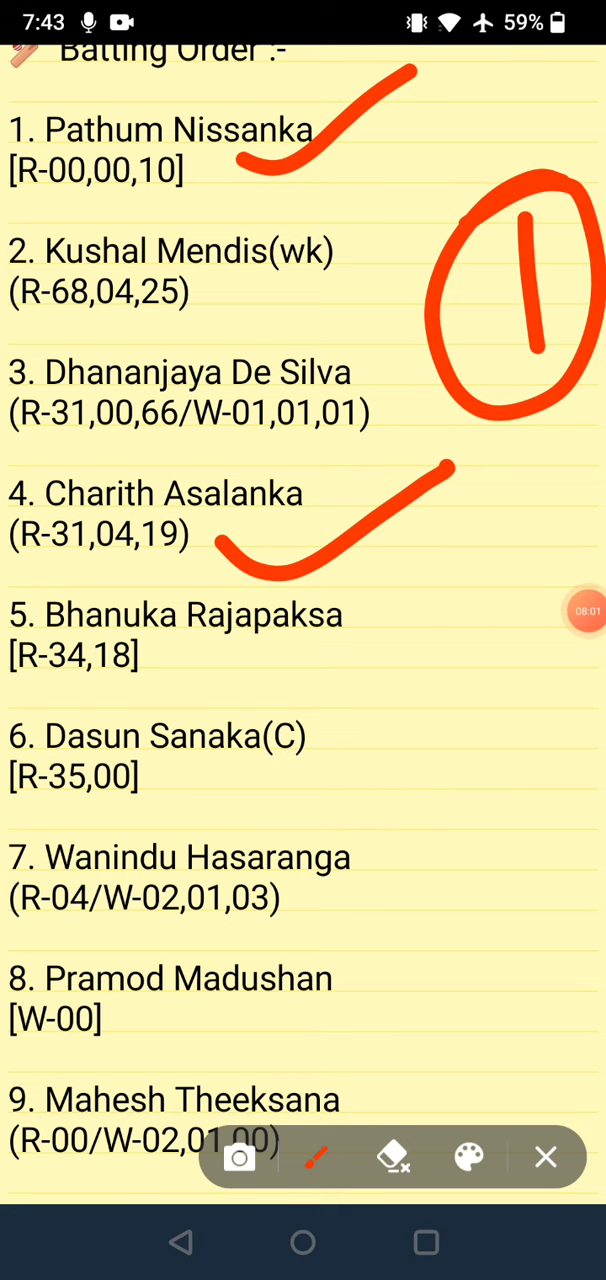 7:43 59%
Batting Order :-
1. Pathum Nissanka
[R-00,00,10]
2. Kushal Mendis(wk)
(R-68,04,25)
3. Dhananjaya De Silva
(R-31,00,66/W-01,01,01)
4. Charith Asalanka
(R-31,04,19)
1
5. Bhanuka Rajapaksa
[R-34,18]
08:01
6. Dasun Sanaka(C)
[R-35,00]
7. Wanindu Hasaranga
(R-04/W-02,01,03)
8. Pramod Madushan
[W-00]
9. Mahesh Theeksana
(R-00/W-02,01,00)